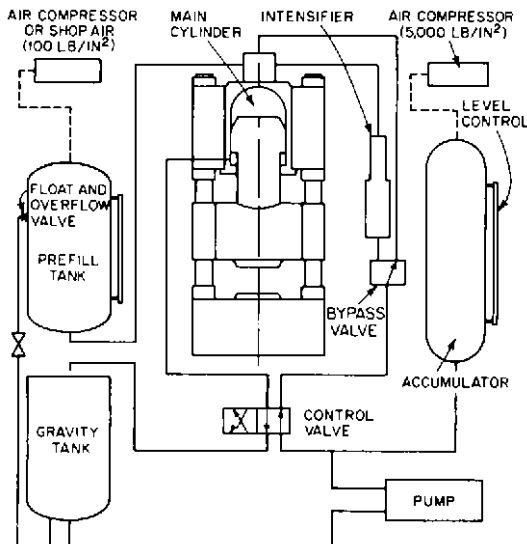 AIR COMPRESSOR
OR SHOP AIR
(100 LB/IN²)
MAIN
CYLINDER
INTENSIFIER
AIR COMPRESSOR
(5,000 LB/IN²)
LEVEL
CONTROL
FLOAT AND
OVERFLOW
VALVE
PREFILL
TANK
BYPASS
VALVE
ACCUMULATOR
GRAVITY
TANK
CONTROL
VALVE
PUMP